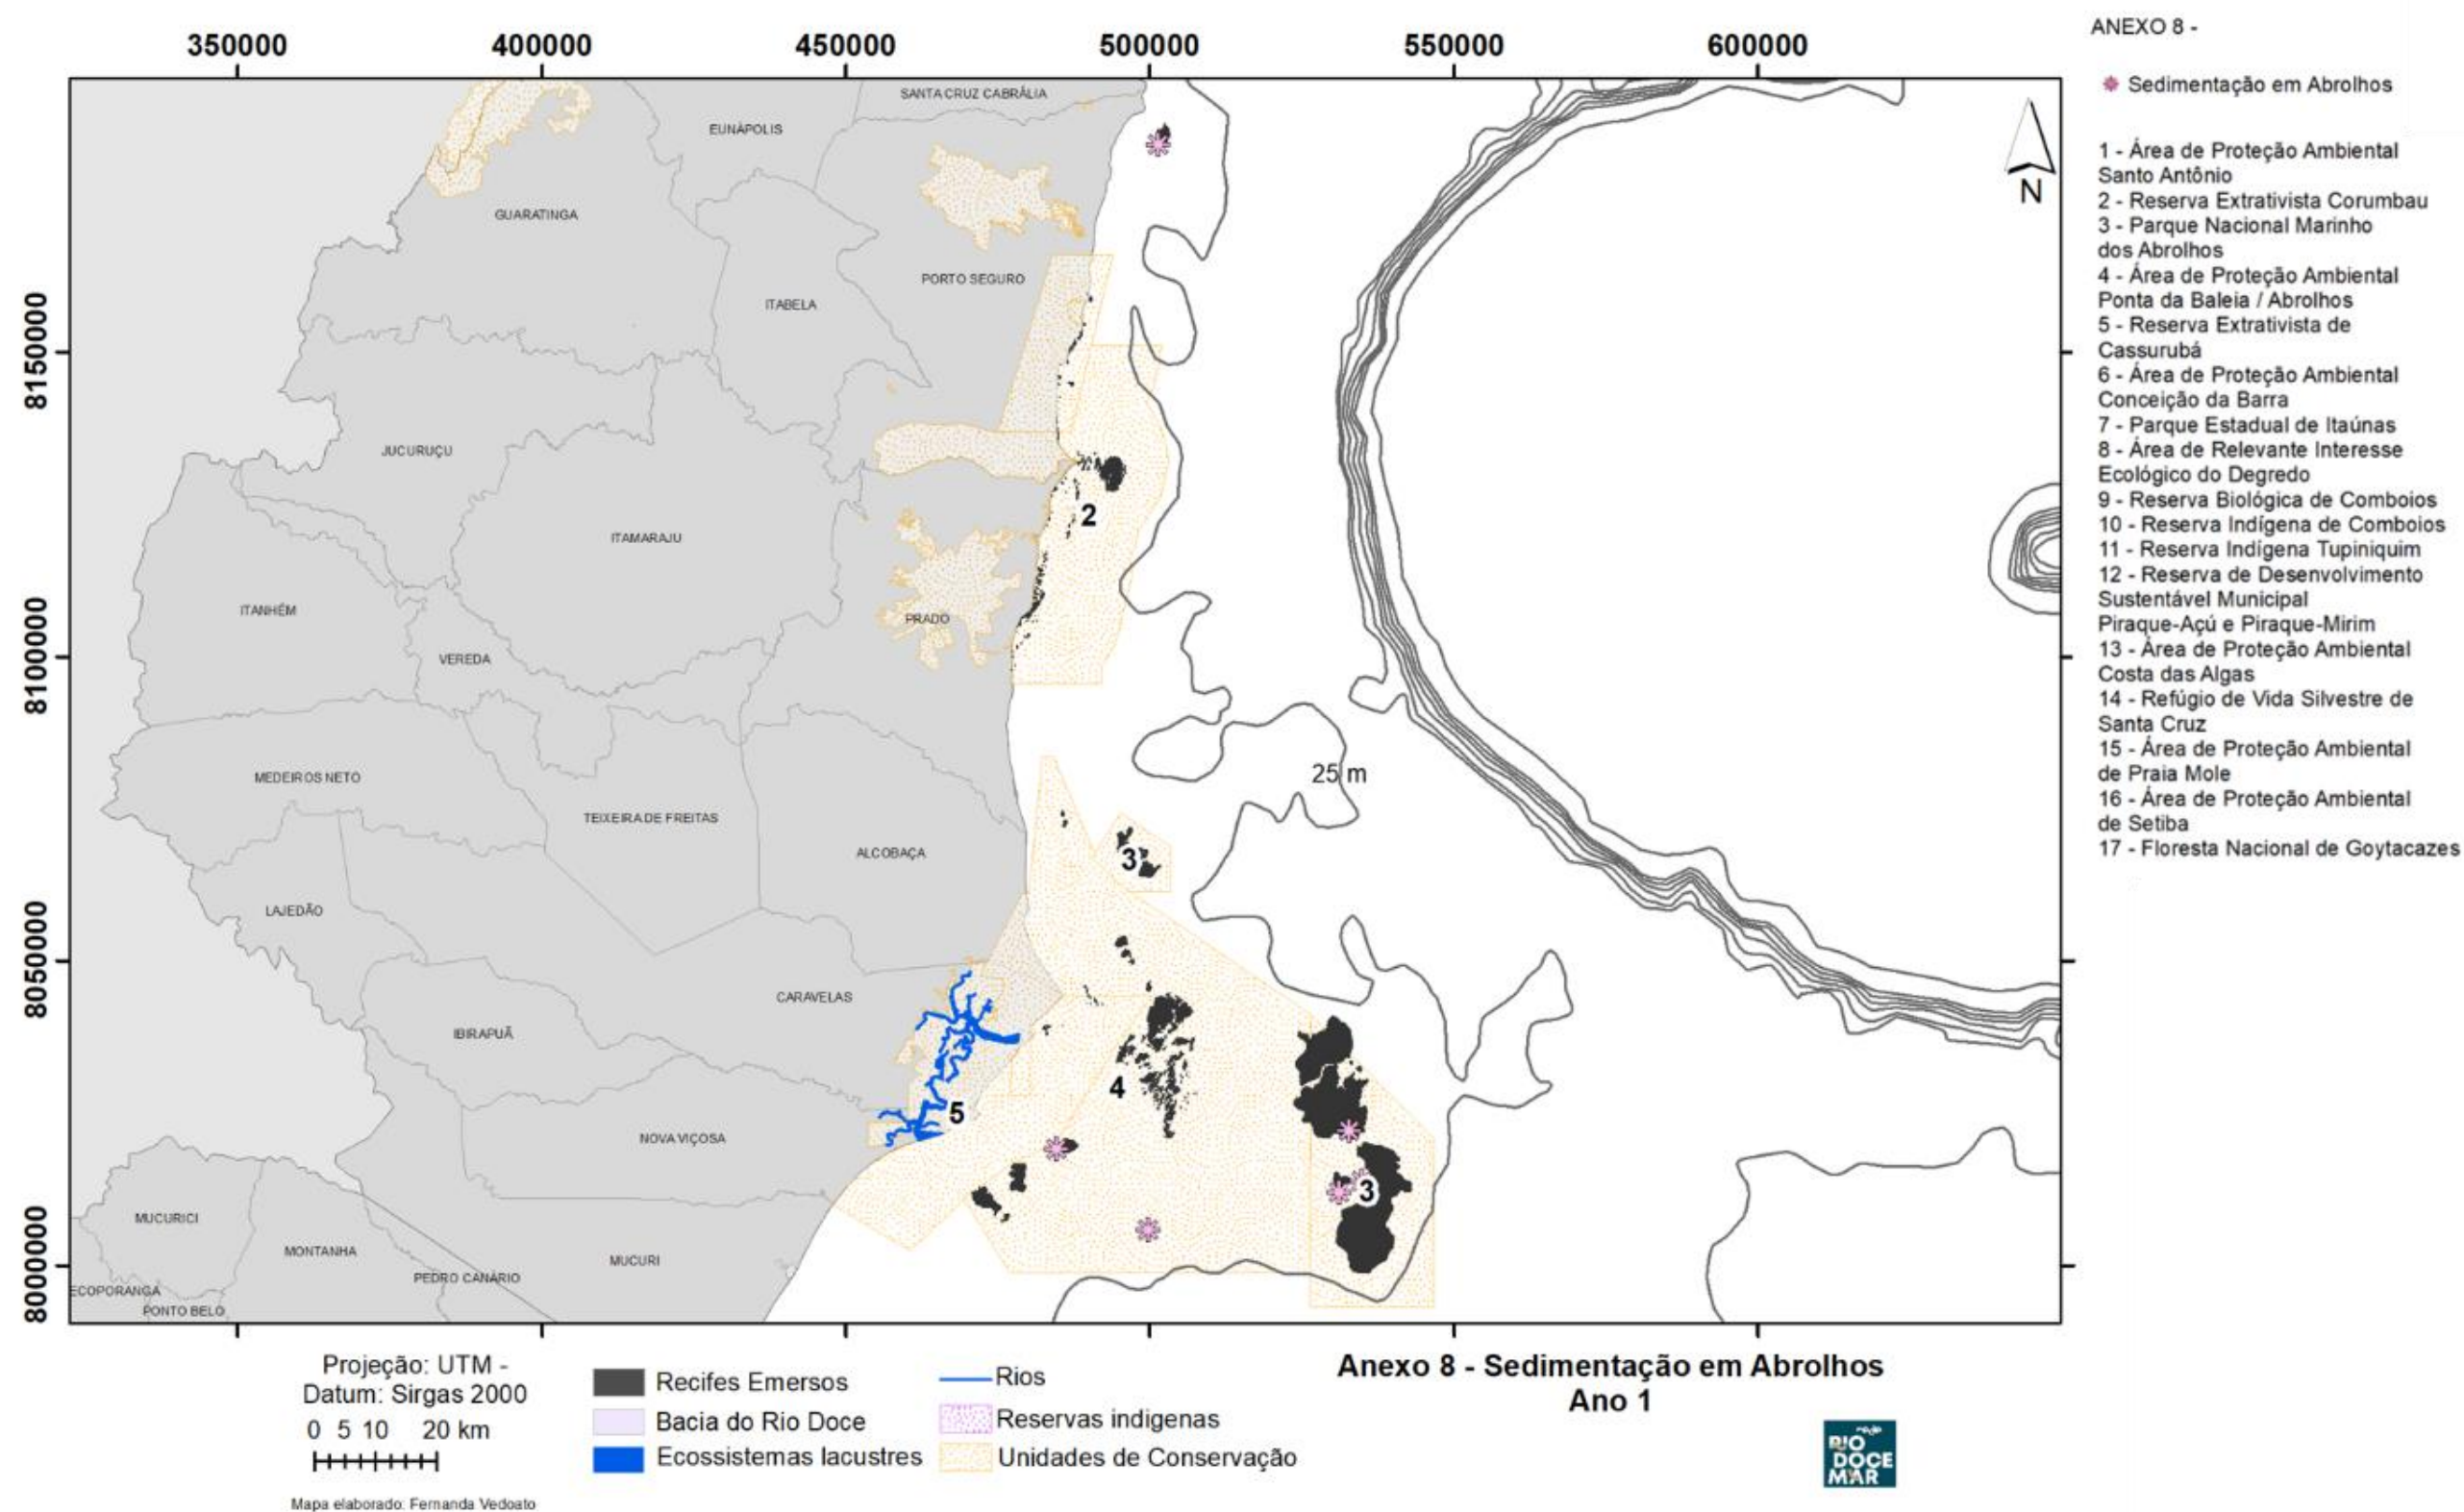 350000 400000 450000 500000 550000 600000
ANEXO 8 -
Sedimentação em Abrolhos
1 - Área de Proteção Ambiental
Santo Antônio
2 - Reserva Extrativista Corumbau
3 - Parque Nacional Marinho
dos Abrolhos
4 - Área de Proteção Ambiental
Ponta da Baleia / Abrolhos
5 - Reserva Extrativista de
Cassurubá
6 - Área de Proteção Ambiental
Conceição da Barra
7 - Parque Estadual de Itaúnas
8 - Área de Relevante Interesse
Ecológico do Degredo
9 - Reserva Biológica de Comboios
10 - Reserva Indígena de Comboios
11 - Reserva Indígena Tupiniquim
12 - Reserva de Desenvolvimento
Sustentável Municipal
Piraque-Açú e Piraque-Mirim
13 - Área de Proteção Ambiental
Costa das Algas
14 - Refúgio de Vida Silvestre de
Santa Cruz
15 - Área de Proteção Ambiental
de Praia Mole
16 - Área de Proteção Ambiental
de Setiba
17 - Floresta Nacional de Goytacazes
N
8150000
8100000
8050000
8000000
SANTA CRUZ CABRÁLIA
EUNÁPOLIS
GUARATINGA
PORTO SEGURO
ITABELA
JUCURUÇU
2
ITAMARAJU
ITANHÉM
PRADO
VEREDA
25 m
MEDEIROS NETO
TEIXEIRA DE FREITAS
ALCOBAÇA
3
LAJEDÃO
CARAVELAS
IBIRAPUÃ
4
5
NOVA VIÇOSA
3
MUCURICI
MONTANHA
MUCURI
PEDRO CANÁRIO
ECOPORANGA
PONTO BELO
Projeção: UTM -
Datum: Sirgas 2000
0 5 10 20 km
Mapa elaborado: Fernanda Vedoato
Recifes Emersos
Bacia do Rio Doce
Ecossistemas lacustres
Rios
Reservas indigenas
Unidades de Conservação
Anexo 8 - Sedimentação em Abrolhos
Ano 1
RIO
DOCE
MAR